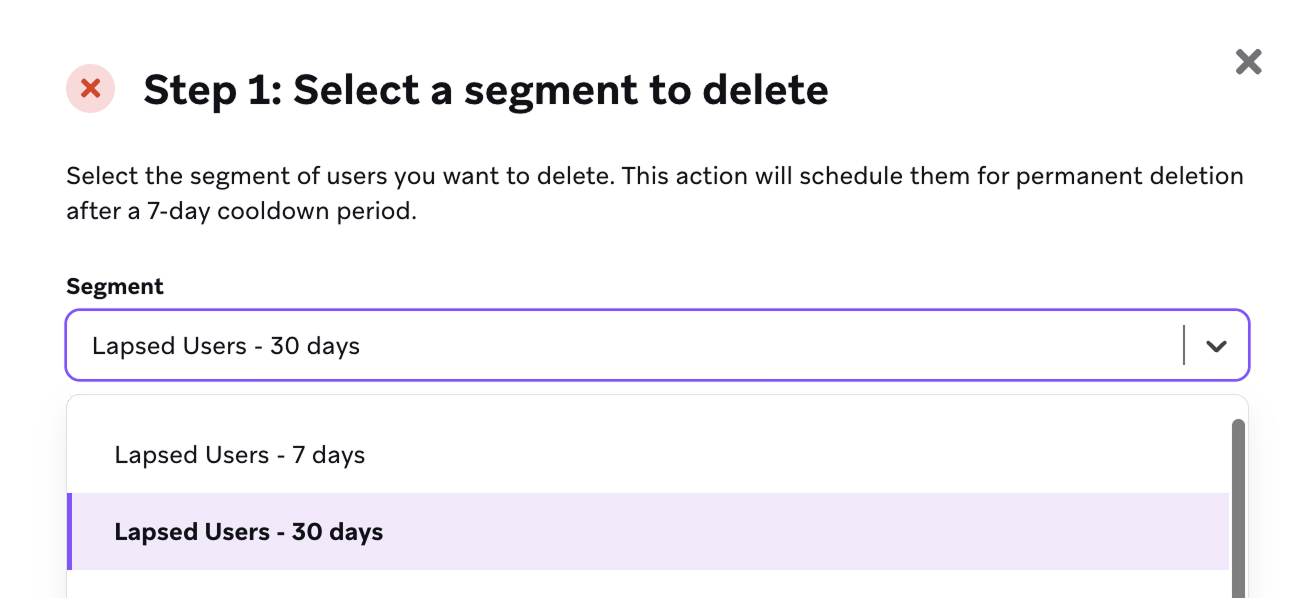 Step 1: Select a segment to delete
Select the segment of users you want to delete. This action will schedule them for permanent deletion
after a 7-day cooldown period.
Segment
Lapsed Users - 30 days
Lapsed Users - 7 days
Lapsed Users - 30 days